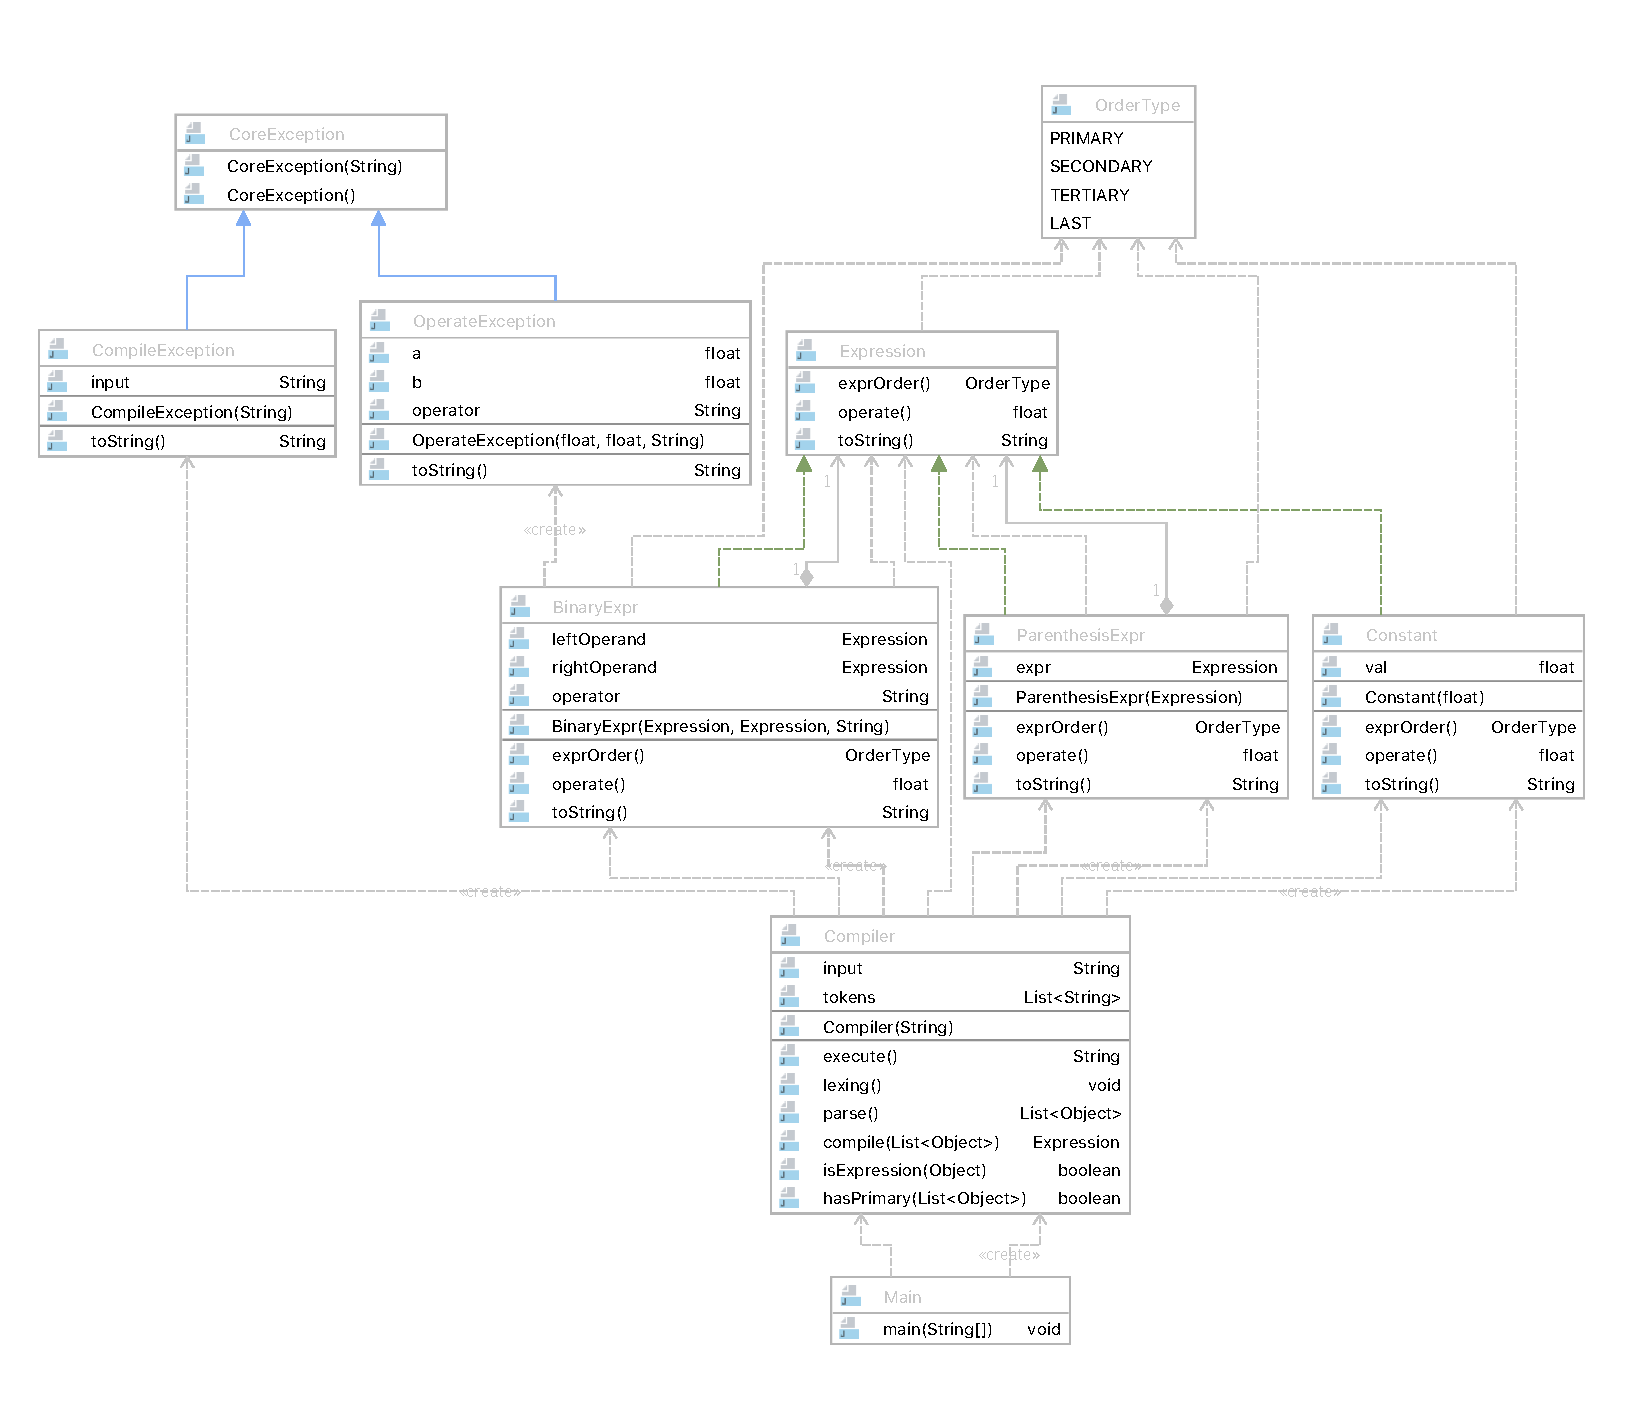 OrderType
PRIMARY
SECONDARY
TERTIARY
LAST
CoreException
CoreException(String)
CoreException()
CompileException
input String
CompileException(String)
toString() String
OperateException
a float
b float
operator String
OperateException(float, float, String)
toString() String
Expression
exprOrder() OrderType
operate() float
toString() String
1
1
«create»
1
1
BinaryExpr
leftOperand Expression
rightOperand Expression
operator String
BinaryExpr(Expression, Expression, String)
exprOrder() OrderType
operate() float
toString() String
ParenthesisExpr
expr Expression
ParenthesisExpr(Expression)
exprOrder() OrderType
operate() float
toString() String
Constant
val float
Constant(float)
exprOrder() OrderType
operate() float
toString() String
«create»
«create»
«create»
«create»
Compiler
input String
tokens List<String>
Compiler(String)
execute() String
lexing() void
parse() List<Object>
compile(List<Object>) Expression
isExpression(Object) boolean
hasPrimary(List<Object>) boolean
«create»
Main
main(String[]) void